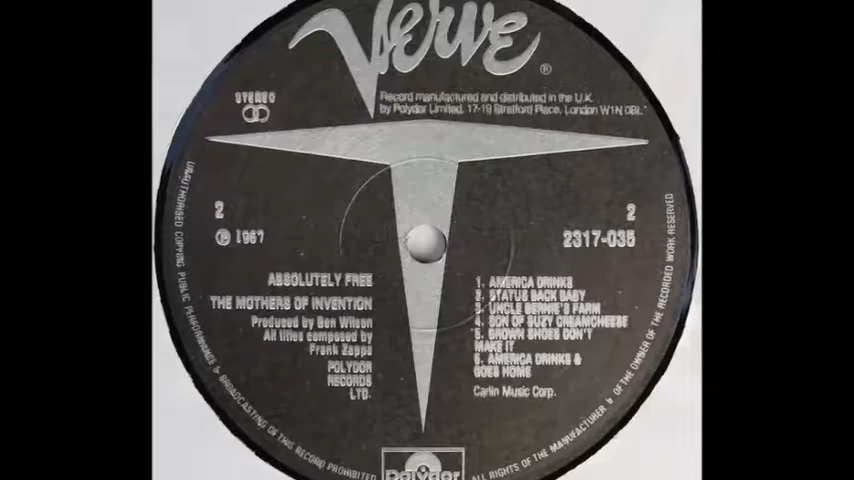 Verve
®
STEREO
Record manufactured and distributed in the U.K.
by Polydor Limited, 17-19 Stratford Place, London W1N 0BL
2
℗ 1967
2
2317-035
ABSOLUTELY FREE
THE MOTHERS OF INVENTION
Produced by Ben Wilson
All titles composed by
Frank Zappa
POLYDOR
RECORDS
LTD.
1. AMERICA DRINKS
2. STATUS BACK BABY
3. UNCLE BERNIE'S FARM
4. SON OF SUZY CREAMCHEESE
5. BROWN SHOES DON'T
MAKE IT
6. AMERICA DRINKS &
GOES HOME
Carlin Music Corp.
UNAUTHORISED COPYING PUBLIC PERFORMANCE & BROADCASTING OF THIS RECORD PROHIBITED
ALL RIGHTS OF THE MANUFACTURER & OF THE OWNER OF THE RECORDED WORK RESERVED
Polydor